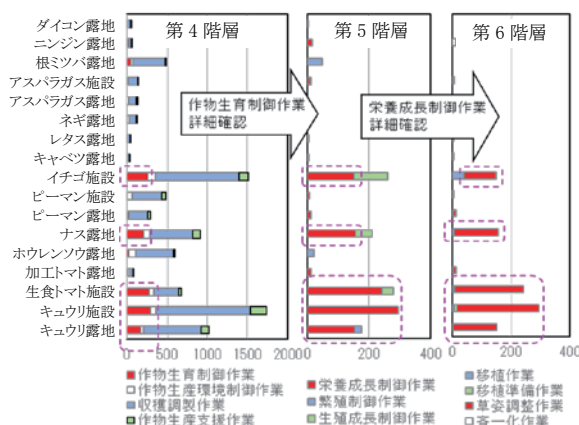 第4階層
第5階層
第6階層
ダイコン露地
ニンジン露地
根ミツバ露地
アスパラガス施設
アスパラガス露地
ネギ露地
レタス露地
キャベツ露地
イチゴ施設
ピーマン施設
ピーマン露地
ナス露地
ホウレンソウ露地
加工トマト露地
生食トマト施設
キュウリ施設
キュウリ露地
作物生育制御作業
詳細確認
栄養成長制御作業
詳細確認
0 500 1000 1500 2000
0 200 400
0 200 400
作物生育制御作業
作物生産環境制御作業
収穫調製作業
作物生産支援作業
栄養成長制御作業
繁殖制御作業
生殖成長制御作業
移植作業
移植準備作業
草姿調整作業
斉一化作業